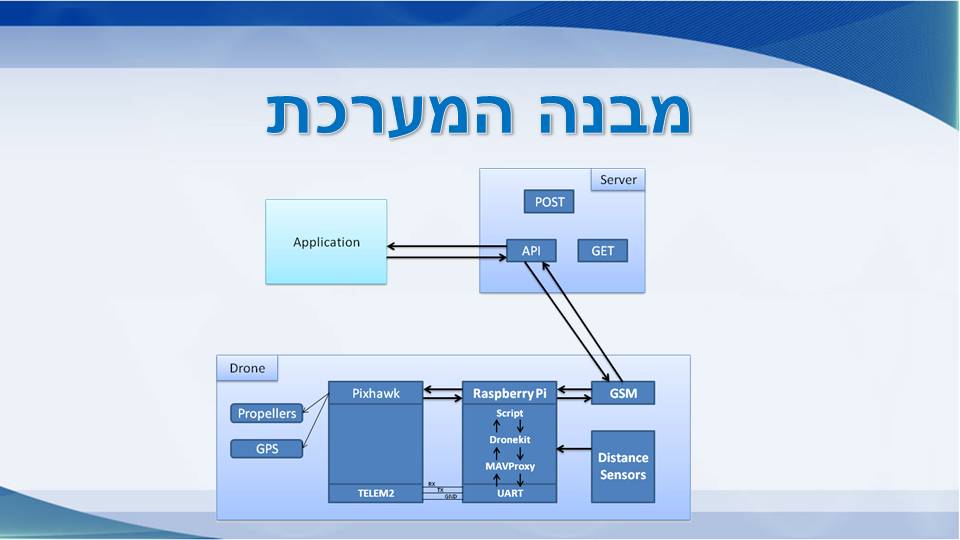 מבנה המערכת
Server
POST
Application
API
GET
Drone
Pixhawk
Raspberry Pi
GSM
Propellers
Script
GPS
Dronekit
Distance
Sensors
MAVProxy
RX
TX
GND
TELEM2
UART